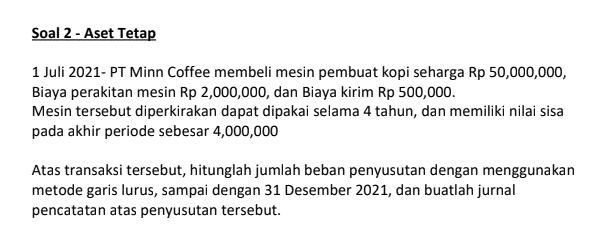 Soal 2 - Aset Tetap
1 Juli 2021- PT Minn Coffee membeli mesin pembuat kopi seharga Rp 50,000,000,
Biaya perakitan mesin Rp 2,000,000, dan Biaya kirim Rp 500,000.
Mesin tersebut diperkirakan dapat dipakai selama 4 tahun, dan memiliki nilai sisa
pada akhir periode sebesar 4,000,000
Atas transaksi tersebut, hitunglah jumlah beban penyusutan dengan menggunakan
metode garis lurus, sampai dengan 31 Desember 2021, dan buatlah jurnal
pencatatan atas penyusutan tersebut.